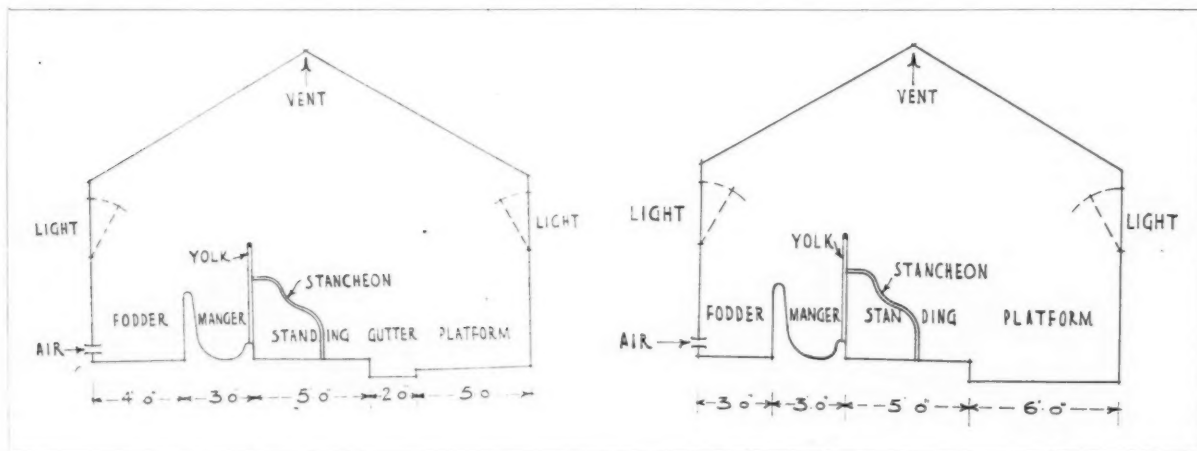 VENT
LIGHT
LIGHT
YOLK
STANCHEON
FODDER
MANGER
STANDING
GUTTER
PLATFORM
AIR
4' 0"
3 0
5 0"
2 0
5 0
VENT
LIGHT
LIGHT
YOLK
STANCHEON
FODDER
MANGER
STANDING
PLATFORM
AIR
3' 0"
3' 0"
5' 0"
6' 0"